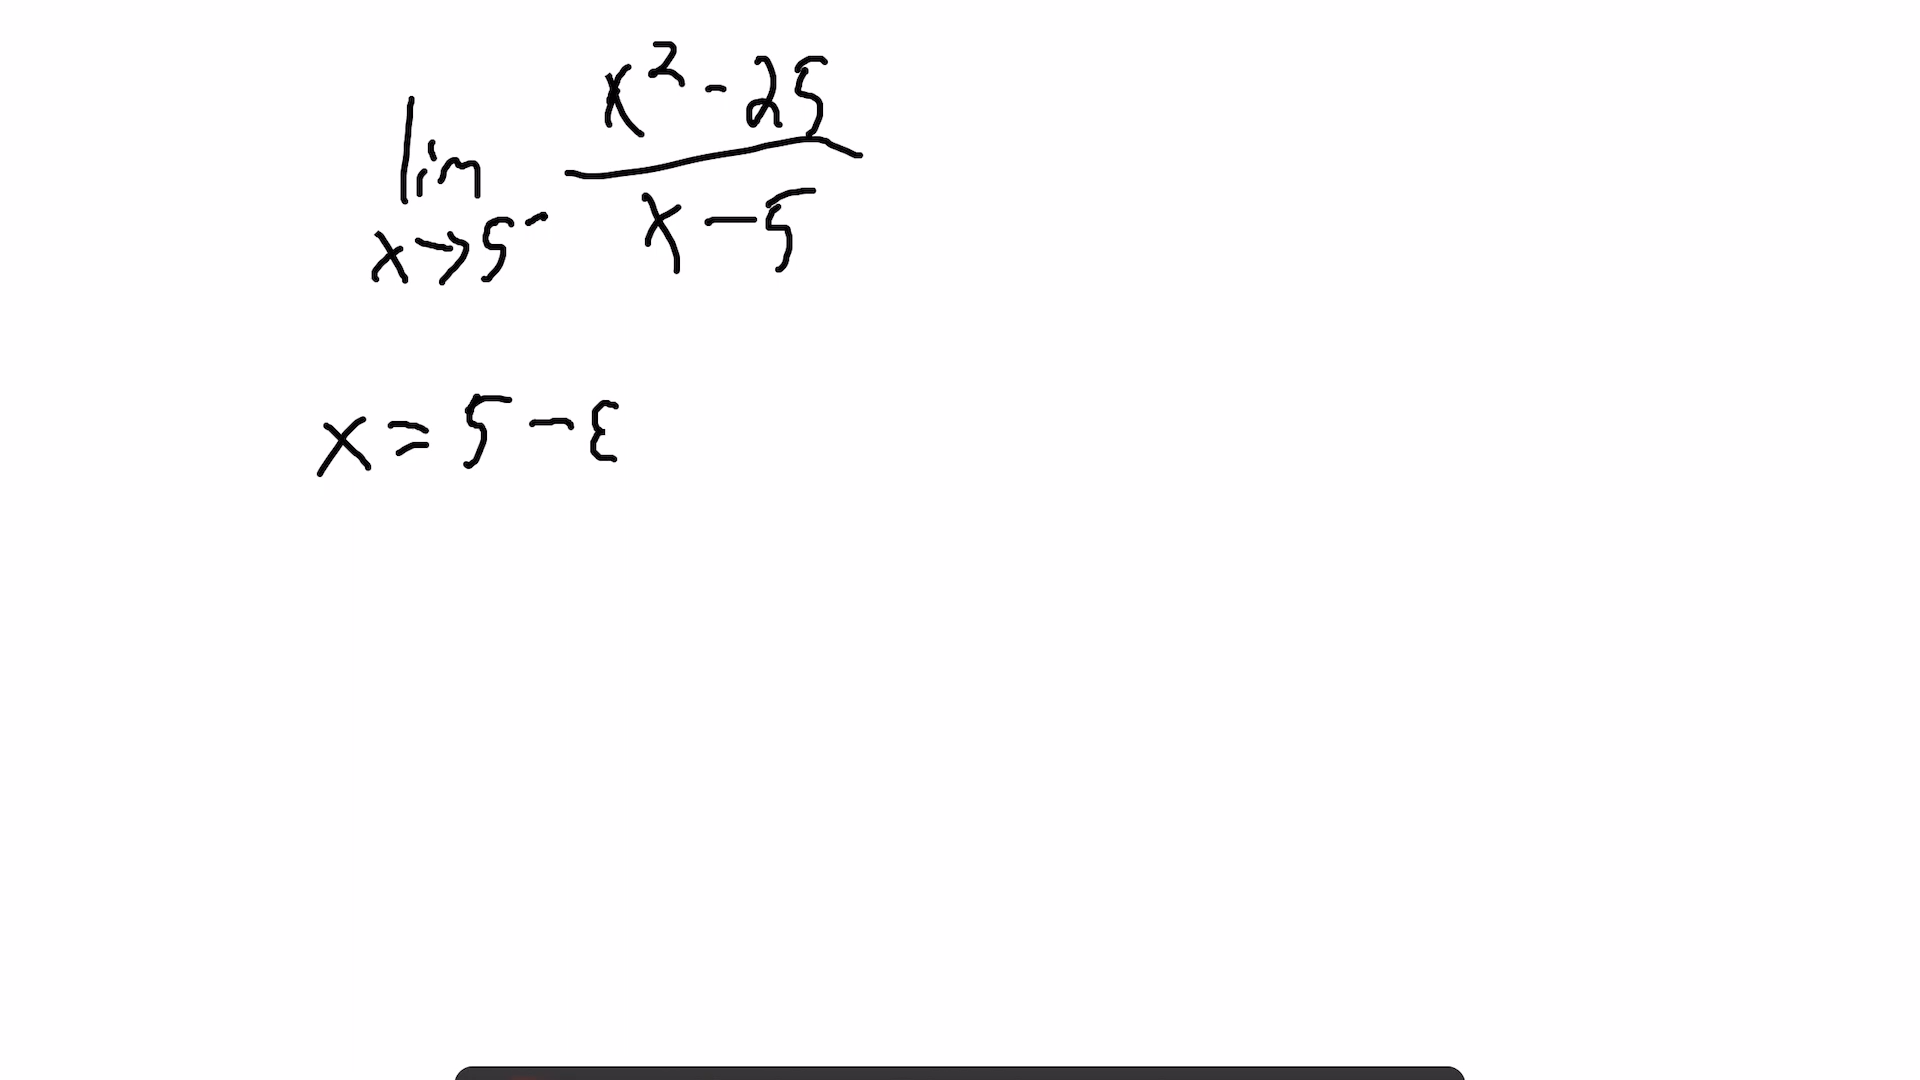 lim x→5⁻ (x² - 25)/(x - 5)
x = 5 - ε